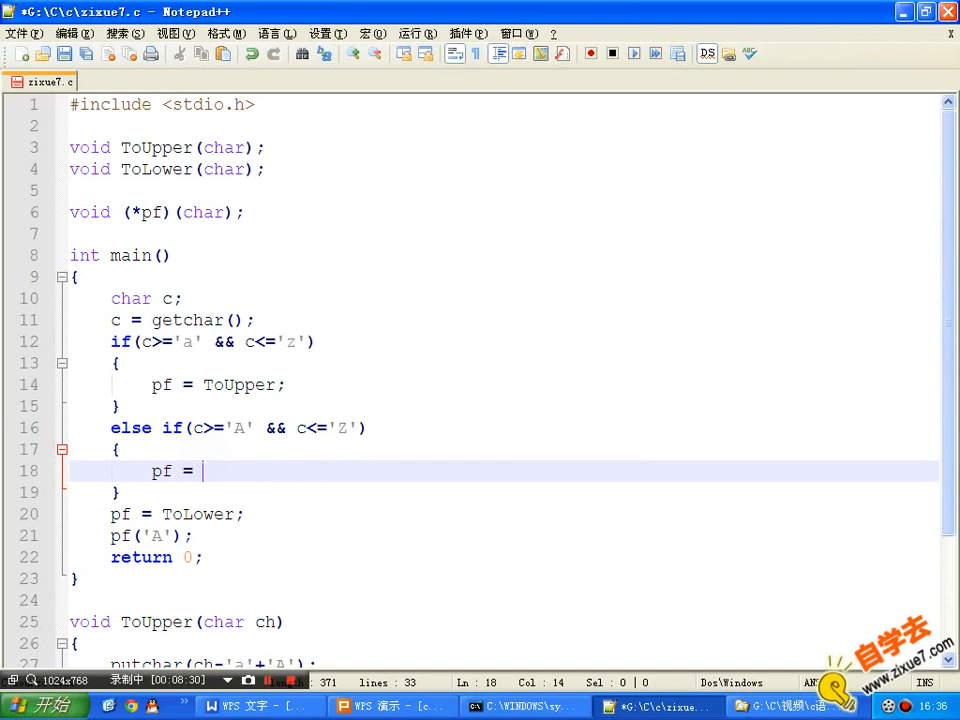 *G:\C\c\zixue7.c - Notepad++
文件(F) 编辑(E) 搜索(S) 视图(V) 格式(M) 语言(L) 设置(T) 宏(O) 运行(R) 插件(P) 窗口(W) ? X
zixue7.c
1 #include <stdio.h>
2
3 void ToUpper(char);
4 void ToLower(char);
5
6 void (*pf)(char);
7
8 int main()
9 {
10 char c;
11 c = getchar();
12 if(c>='a' && c<='z')
13 {
14 pf = ToUpper;
15 }
16 else if(c>='A' && c<='Z')
17 {
18 pf =
19 }
20 pf = ToLower;
21 pf('A');
22 return 0;
23 }
24
25 void ToUpper(char ch)
26 {
27 putchar(ch-'a'+'A');
自学去
www.zixue7.com
1024x768 录制中 [00:08:30] length : 371 lines : 33 Ln : 18 Col : 14 Sel : 0 | 0 Dos\Windows ANS INS
开始 WPS 文字 - [... WPS 演示 - [c... C:\WINDOWS\sy... *G:\C\c\zixue... G:\C\视频\c语... 16:36